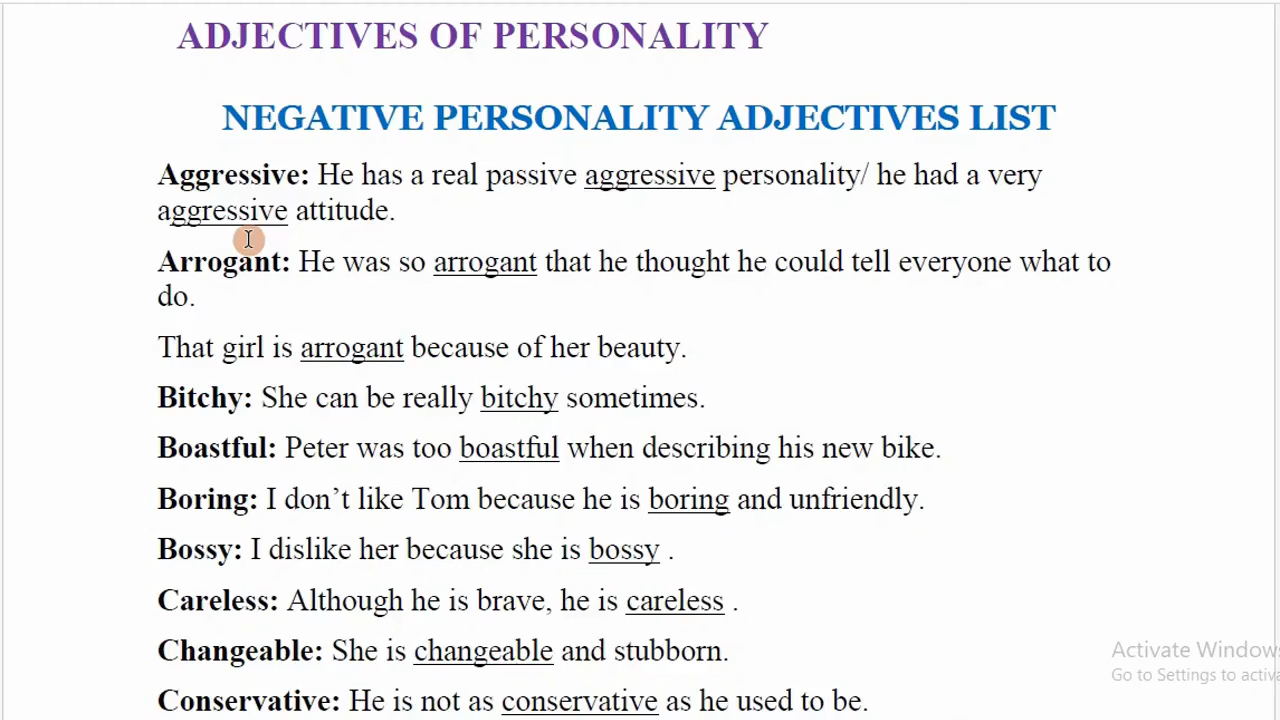 ADJECTIVES OF PERSONALITY
NEGATIVE PERSONALITY ADJECTIVES LIST
Aggressive: He has a real passive aggressive personality/ he had a very
aggressive attitude.
Arrogant: He was so arrogant that he thought he could tell everyone what to
do.
That girl is arrogant because of her beauty.
Bitchy: She can be really bitchy sometimes.
Boastful: Peter was too boastful when describing his new bike.
Boring: I don’t like Tom because he is boring and unfriendly.
Bossy: I dislike her because she is bossy .
Careless: Although he is brave, he is careless .
Changeable: She is changeable and stubborn.
Activate Windows
Go to Settings to activa
Conservative: He is not as conservative as he used to be.